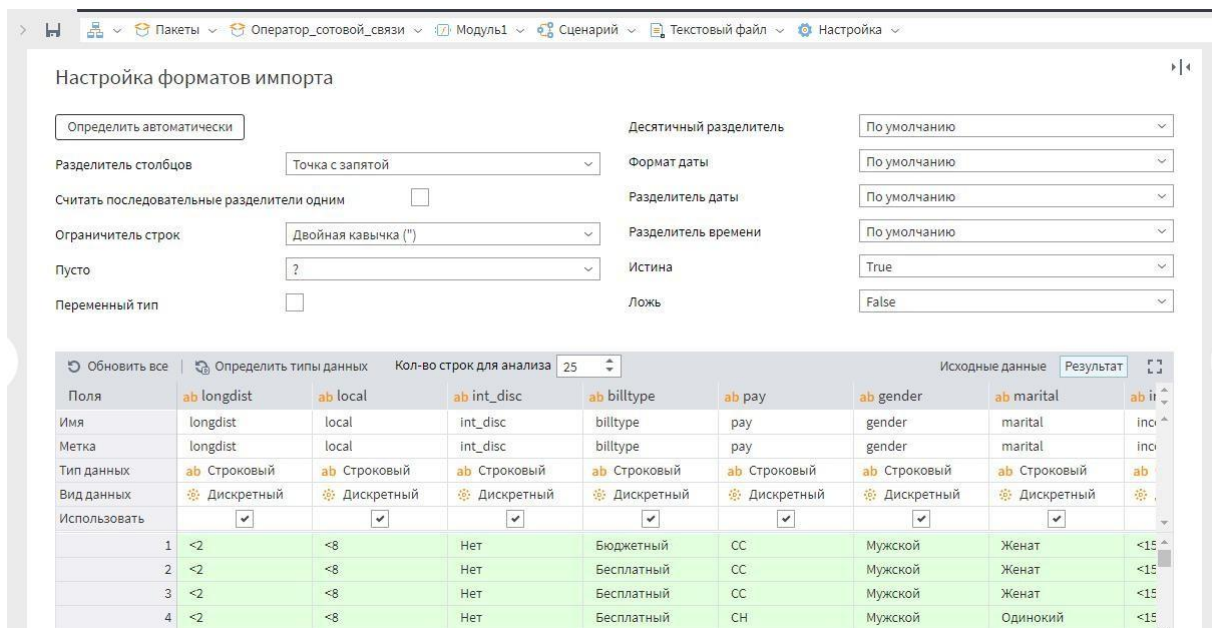 Пакеты Оператор_сотовой_связи Модуль1 Сценарий Текстовый файл Настройка
Настройка форматов импорта
Определить автоматически
Разделитель столбцов Точка с запятой
Считать последовательные разделители одним
Ограничитель строк Двойная кавычка (")
Пусто ?
Переменный тип
Десятичный разделитель По умолчанию
Формат даты По умолчанию
Разделитель даты По умолчанию
Разделитель времени По умолчанию
Истина True
Ложь False
Обновить все Определить типы данных Кол-во строк для анализа 25 Исходные данные Результат
Поля ab longdist ab local ab int_disc ab billtype ab pay ab gender ab marital ab
Имя longdist local int_disc billtype pay gender marital
Метка longdist local int_disc billtype pay gender marital
Тип данных ab Строковый ab Строковый ab Строковый ab Строковый ab Строковый ab Строковый ab Строковый ab
Вид данных Дискретный Дискретный Дискретный Дискретный Дискретный Дискретный Дискретный
Использовать
1 <2 <8 Нет Бюджетный CC Мужской Женат <15
2 <2 <8 Нет Бесплатный CC Мужской Женат <15
3 <2 <8 Нет Бесплатный CC Мужской Женат <15
4 <2 <8 Нет Бесплатный CH Мужской Одинокий <15